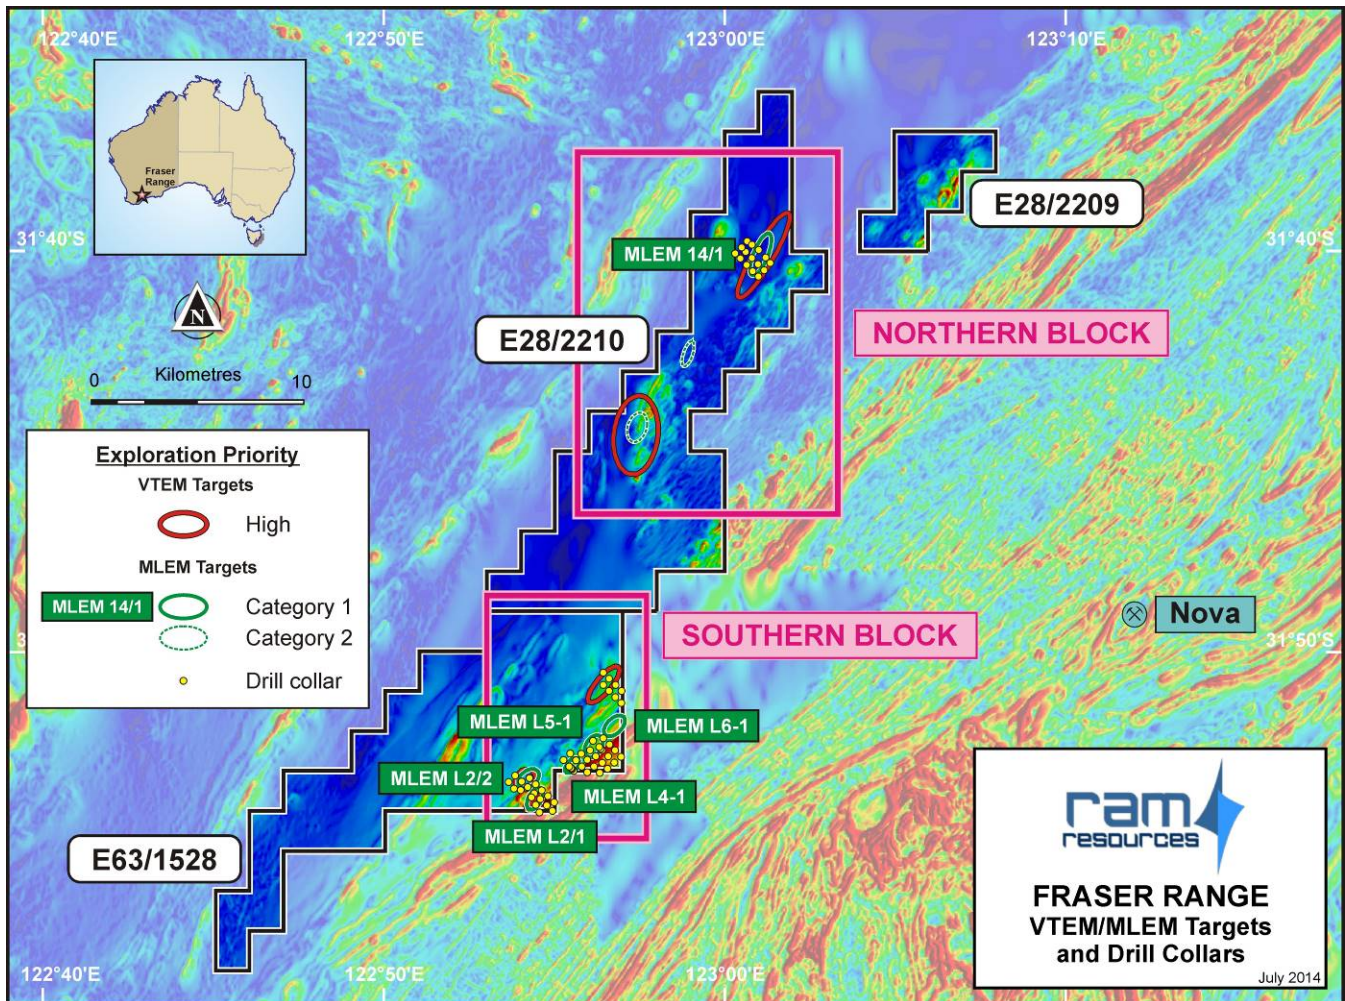 122°40'E
122°50'E
123°00'E
123°10'E
Fraser
Range
31°40'S
31°40'S
E28/2209
MLEM 14/1
N
E28/2210
NORTHERN BLOCK
Kilometres
0
10
Exploration Priority
VTEM Targets
High
MLEM Targets
MLEM 14/1
Category 1
Category 2
Drill collar
Nova
SOUTHERN BLOCK
31°50'S
MLEM L5-1
MLEM L6-1
MLEM L2/2
MLEM L4-1
MLEM L2/1
E63/1528
ram
resources
FRASER RANGE
VTEM/MLEM Targets
and Drill Collars
July 2014
122°40'E
122°50'E
123°00'E